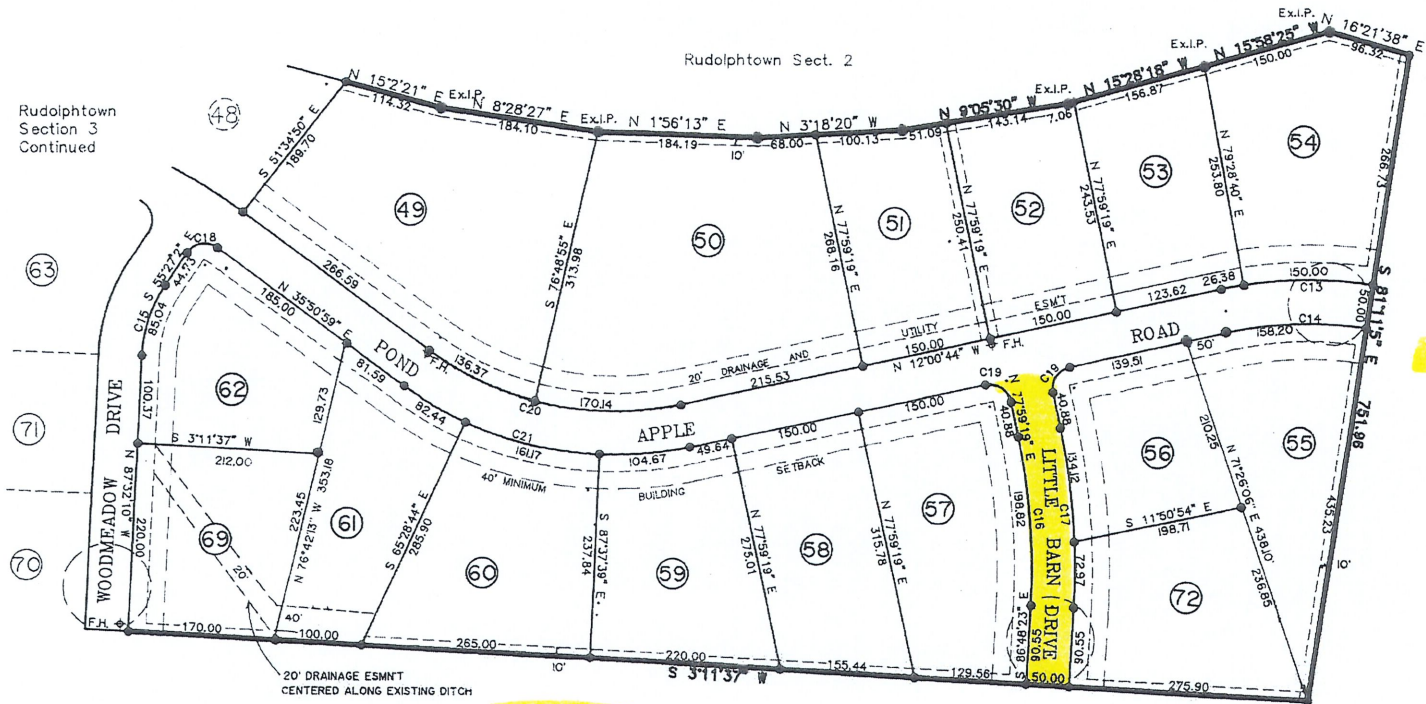 Rudolphtown Sect. 2
Rudolphtown
Section 3
Continued
48
N 15°2'21" E
114.32
Ex.I.P.
N 8°28'27" E
184.10
Ex.I.P.
N 1°56'13" E
184.19
10'
N 3°18'20" W
68.00
100.13
51.09
N 9°05'30" W
143.14
Ex.I.P.
7.06
N 15°28'18" W
156.87
Ex.I.P.
N 15°58'25" W
150.00
Ex.I.P.
N 16°21'38" E
96.32
S 51°34'50" E
189.70
49
S 76°48'55" E
313.98
50
N 77°59'19" E
268.16
51
N 77°59'19" E
250.41
52
N 77°59'19" E
243.53
53
N 79°28'40" E
253.80
54
266.73
63
C18
S 55°27'2" E
44.73
C15
85.04
266.59
N 35°50'59" E
185.00
136.37
F.H.
C20
170.14
215.53
20' DRAINAGE AND UTILITY ESM'T
150.00
N 12°00'44" W
F.H.
150.00
123.62
26.38
150.00
C13
50.00
S 81°11'5" E
751.96
C14
158.20
POND
APPLE
ROAD
50'
139.51
C19
C19
N 77°59'19" E
40.88
40.88
81.59
82.44
C21
161.17
104.67
49.64
150.00
150.00
40' MINIMUM BUILDING SETBACK
71
WOODMEADOW DRIVE
100.37
62
129.73
S 3°11'37" W
212.00
N 87°32'10" W
220.00
69
20'
223.45
N 76°42'13" W 353.18
61
40'
S 65°28'44" E
285.90
60
S 87°37'39" E
237.84
59
N 77°59'19" E
275.01
58
N 77°59'19" E
315.78
57
198.82
C16
LITTLE BARN DRIVE
C17
134.12
56
210.25
N 71°26'06" E 438.10'
236.85
55
435.23
10'
S 11°50'54" E
198.71
72.97
72
S 86°48'23" E
90.55
90.55
70
F.H.
170.00
100.00
265.00
10'
220.00
S 3°11'37" W
155.44
129.56
50.00
275.90
20' DRAINAGE ESMN'T
CENTERED ALONG EXISTING DITCH